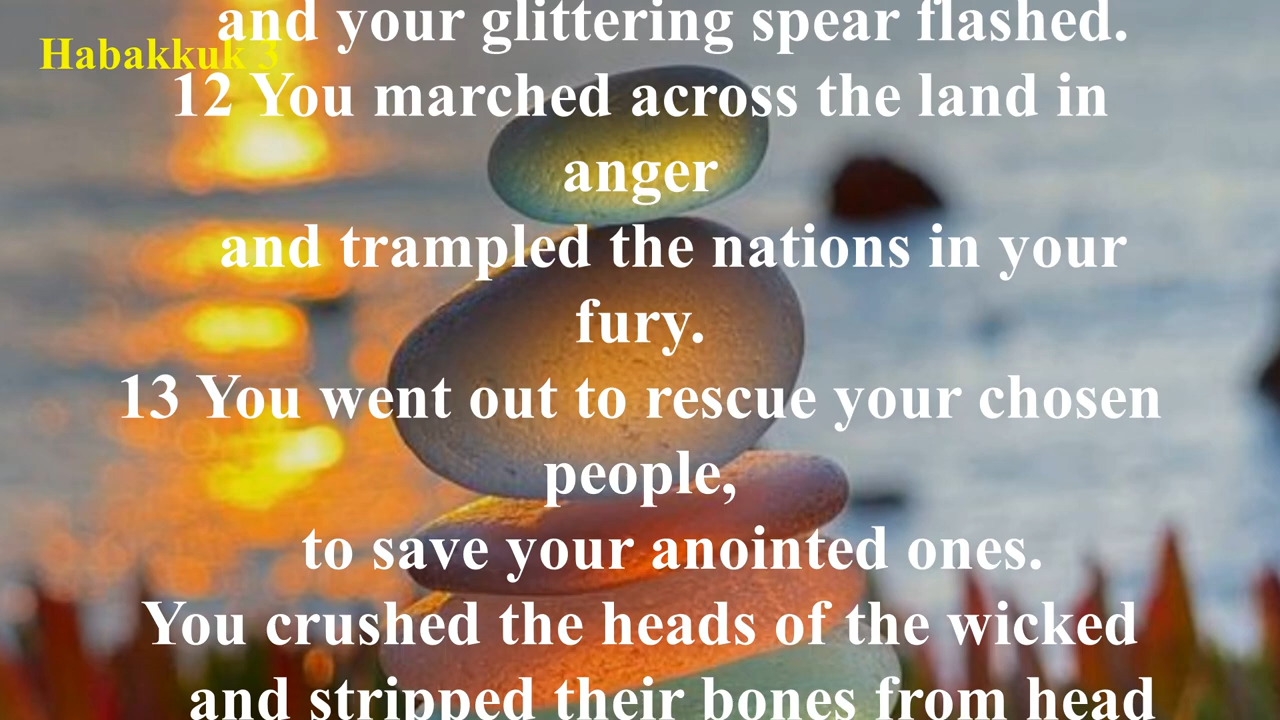 and your glittering spear flashed.
Habakkuk 3
12 You marched across the land in
anger
and trampled the nations in your
fury.
13 You went out to rescue your chosen
people,
to save your anointed ones.
You crushed the heads of the wicked
and stripped their bones from head